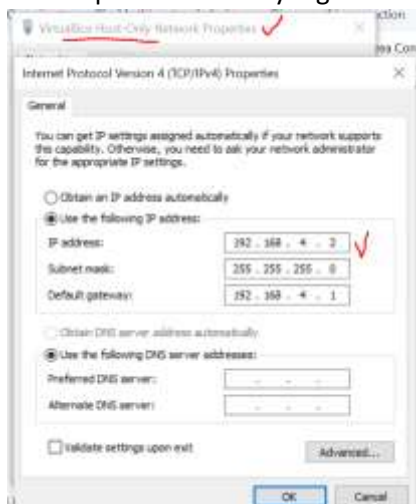 VirtualBox Host-Only Network Properties
Internet Protocol Version 4 (TCP/IPv4) Properties
General
You can get IP settings assigned automatically if your network supports
this capability. Otherwise, you need to ask your network administrator
for the appropriate IP settings.
Obtain an IP address automatically
Use the following IP address:
IP address: 192 . 168 . 4 . 2
Subnet mask: 255 . 255 . 255 . 0
Default gateway: 192 . 168 . 4 . 1
Obtain DNS server address automatically
Use the following DNS server addresses:
Preferred DNS server: . . .
Alternate DNS server: . . .
Validate settings upon exit
Advanced...
OK Cancel